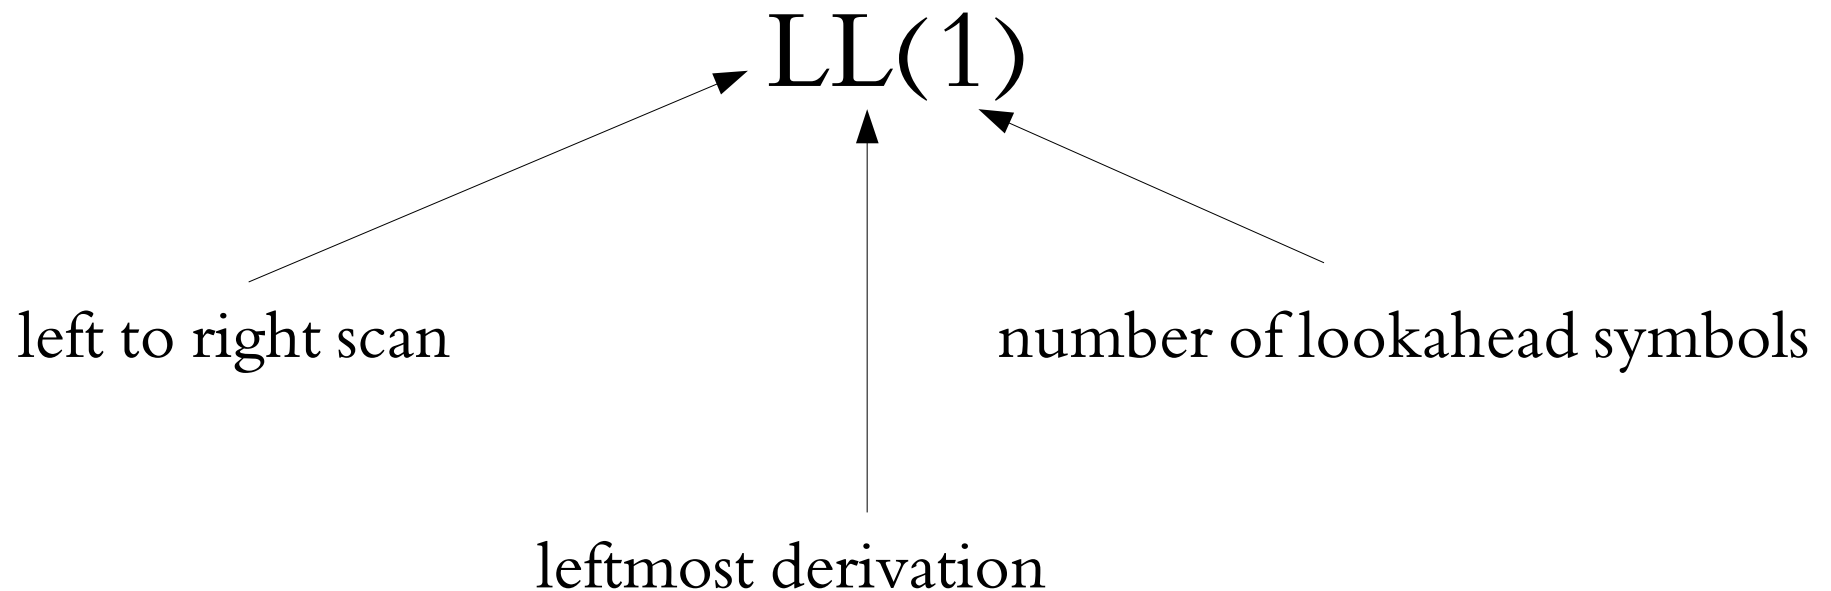 LL(1)
left to right scan
number of lookahead symbols
leftmost derivation